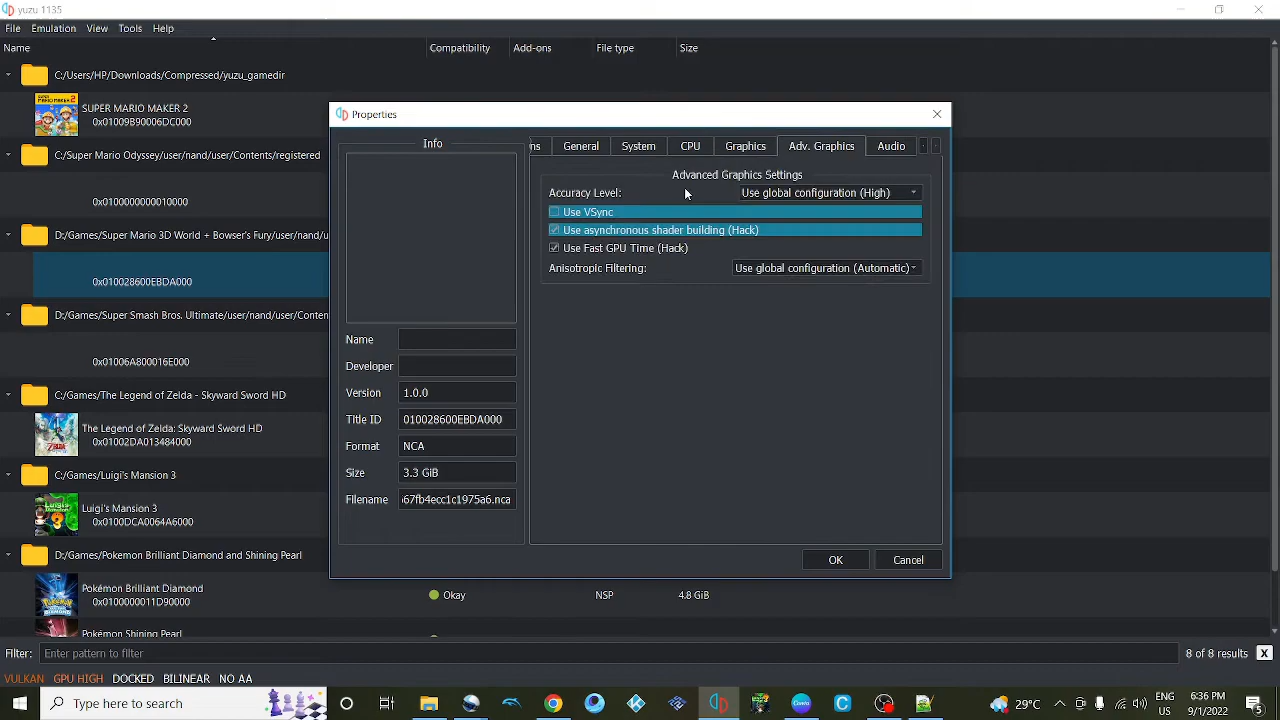 yuzu 1135
File Emulation View Tools Help
Name Compatibility Add-ons File type Size
C:/Users/HP/Downloads/Compressed/yuzu_gamedir
SUPER MARIO MAKER 2
0x01009B90006DC000
C:/Super Mario Odyssey/user/nand/user/Contents/registered
0x0100000000010000
D:/Games/Super Mario 3D World + Bowser's Fury/user/nand/u
0x010028600EBDA000
D:/Games/Super Smash Bros. Ultimate/user/nand/user/Conten
0x01006A800016E000
C:/Games/The Legend of Zelda - Skyward Sword HD
The Legend of Zelda: Skyward Sword HD
0x01002DA013484000
C:/Games/Luigi's Mansion 3
Luigi's Mansion 3
0x0100DCA0064A6000
D:/Games/Pokemon Brilliant Diamond and Shining Pearl
Pokémon Brilliant Diamond
0x0100000011D90000
Okay NSP 4.8 GiB
Pokémon Shining Pearl
Properties
Info
Name
Developer
Version 1.0.0
Title ID 010028600EBDA000
Format NCA
Size 3.3 GiB
Filename 67fb4ecc1c1975a6.nca
ns General System CPU Graphics Adv. Graphics Audio
Advanced Graphics Settings
Accuracy Level: Use global configuration (High)
Use VSync
Use asynchronous shader building (Hack)
Use Fast GPU Time (Hack)
Anisotropic Filtering: Use global configuration (Automatic)
OK Cancel
Filter: Enter pattern to filter 8 of 8 results X
VULKAN GPU HIGH DOCKED BILINEAR NO AA
Type here to search
29°C
ENG
US
6:36 PM
9/1/2022